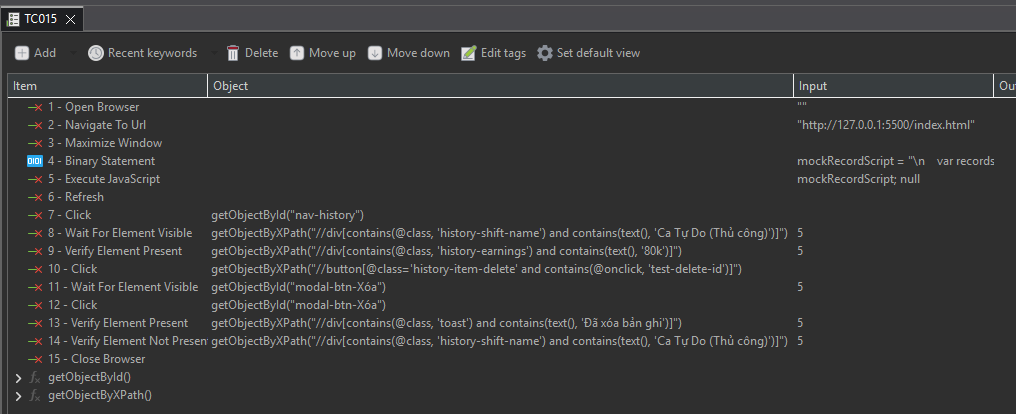 TC015
Add Recent keywords Delete Move up Move down Edit tags Set default view
Item Object Input Out
1 - Open Browser ""
2 - Navigate To Url "http://127.0.0.1:5500/index.html"
3 - Maximize Window
4 - Binary Statement mockRecordScript = "\n var records
5 - Execute JavaScript mockRecordScript; null
6 - Refresh
7 - Click getObjectById("nav-history")
8 - Wait For Element Visible getObjectByXPath("//div[contains(@class, 'history-shift-name') and contains(text(), 'Ca Tự Do (Thủ công)')]") 5
9 - Verify Element Present getObjectByXPath("//div[contains(@class, 'history-earnings') and contains(text(), '80k')]") 5
10 - Click getObjectByXPath("//button[@class='history-item-delete' and contains(@onclick, 'test-delete-id')]")
11 - Wait For Element Visible getObjectById("modal-btn-Xóa") 5
12 - Click getObjectById("modal-btn-Xóa")
13 - Verify Element Present getObjectByXPath("//div[contains(@class, 'toast') and contains(text(), 'Đã xóa bản ghi')]") 5
14 - Verify Element Not Presen getObjectByXPath("//div[contains(@class, 'history-shift-name') and contains(text(), 'Ca Tự Do (Thủ công)')]") 5
15 - Close Browser
fx getObjectById()
fx getObjectByXPath()